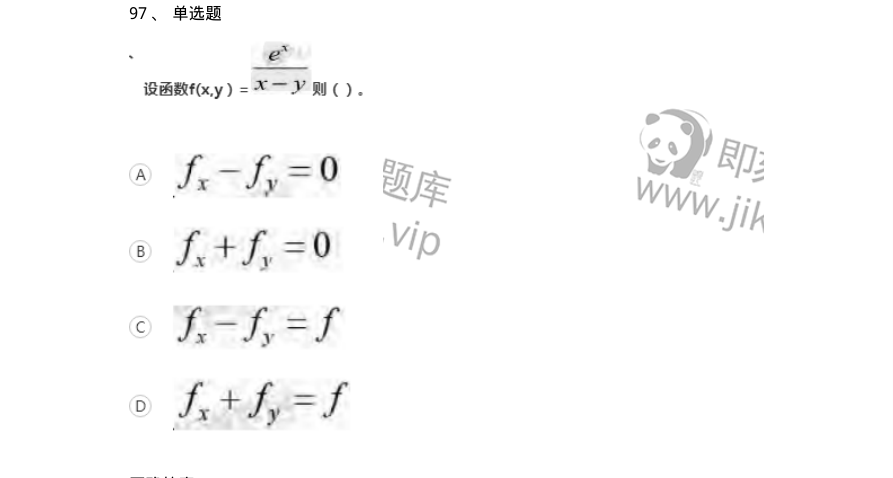 97 、 单选题
、
设函数f(x,y ) = e^x / (x − y) 则 ( ) 。
A f_x − f_y = 0
B f_x + f_y = 0
C f_x − f_y = f
D f_x + f_y = f
题库
.vip
即
www.jik